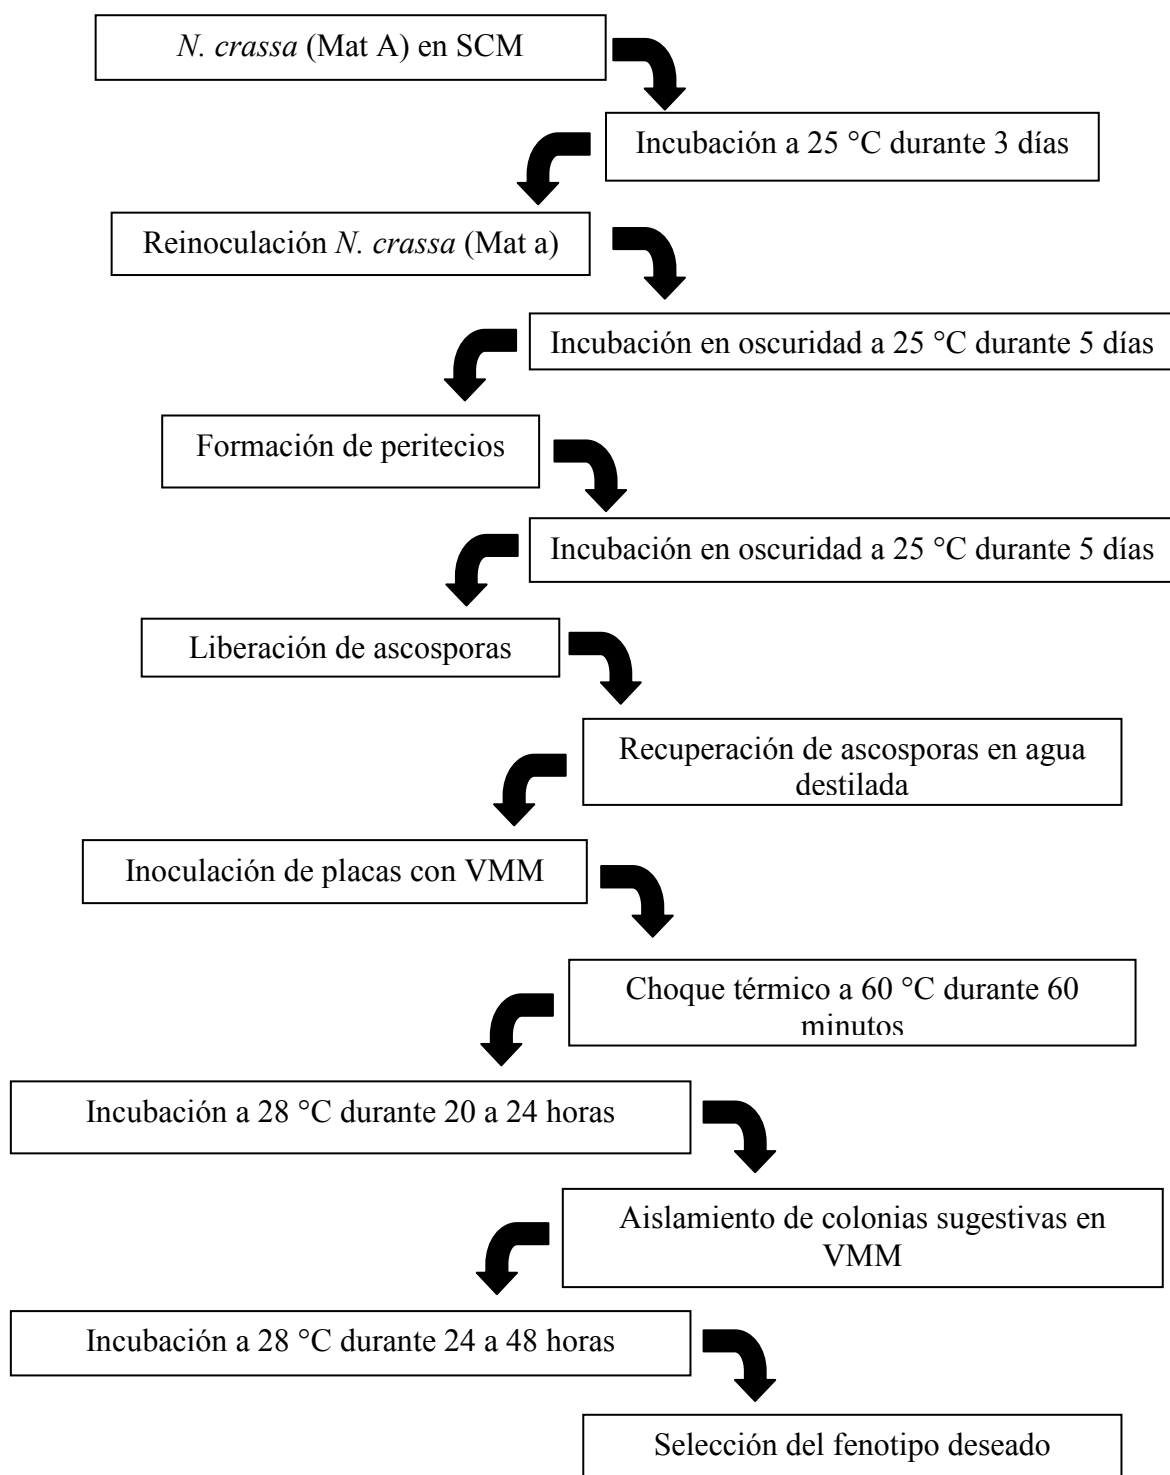 N. crassa (Mat A) en SCM
Incubación a 25 °C durante 3 días
Reinoculación N. crassa (Mat a)
Incubación en oscuridad a 25 °C durante 5 días
Formación de peritecios
Incubación en oscuridad a 25 °C durante 5 días
Liberación de ascosporas
Recuperación de ascosporas en agua
destilada
Inoculación de placas con VMM
Choque térmico a 60 °C durante 60
minutos
Incubación a 28 °C durante 20 a 24 horas
Aislamiento de colonias sugestivas en
VMM
Incubación a 28 °C durante 24 a 48 horas
Selección del fenotipo deseado